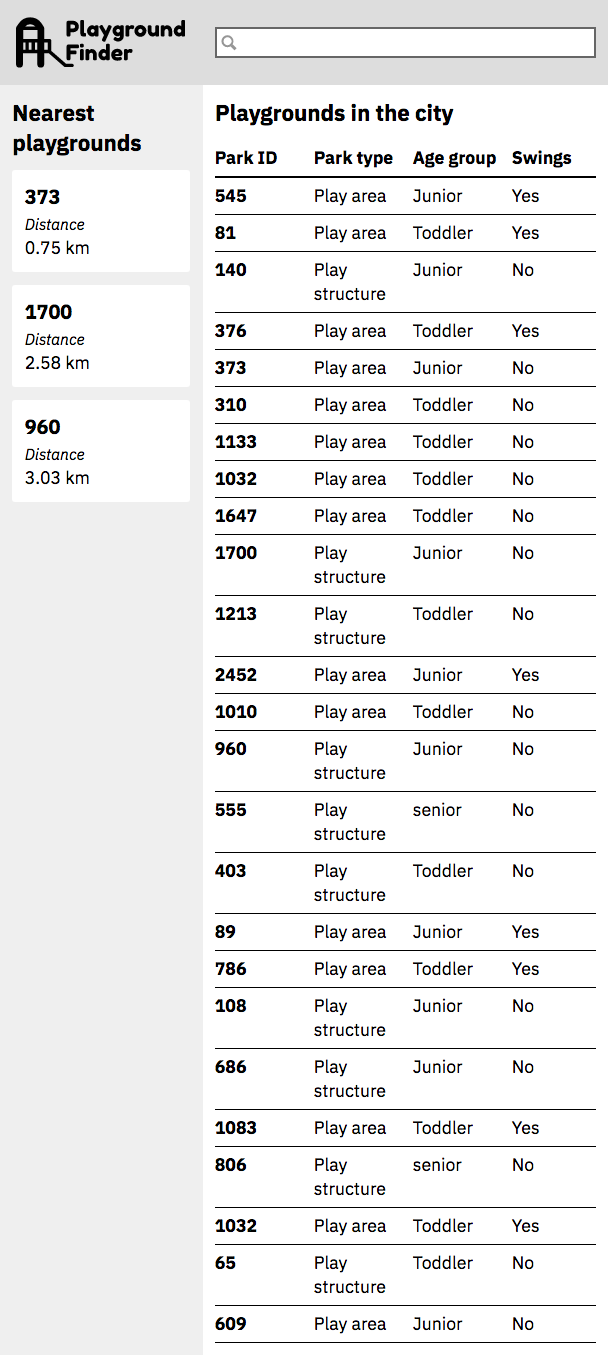 Playground
Finder
Nearest
playgrounds
373
Distance
0.75 km
1700
Distance
2.58 km
960
Distance
3.03 km
Playgrounds in the city
Park ID Park type Age group Swings
545 Play area Junior Yes
81 Play area Toddler Yes
140 Play Junior No
structure
376 Play area Toddler Yes
373 Play area Junior No
310 Play area Toddler No
1133 Play area Toddler No
1032 Play area Toddler No
1647 Play area Toddler No
1700 Play Junior No
structure
1213 Play Toddler No
structure
2452 Play area Junior Yes
1010 Play area Toddler No
960 Play Junior No
structure
555 Play senior No
structure
403 Play Toddler No
structure
89 Play area Junior Yes
786 Play area Toddler Yes
108 Play Junior No
structure
686 Play Junior No
structure
1083 Play area Toddler Yes
806 Play senior No
structure
1032 Play area Toddler Yes
65 Play Toddler No
structure
609 Play area Junior No